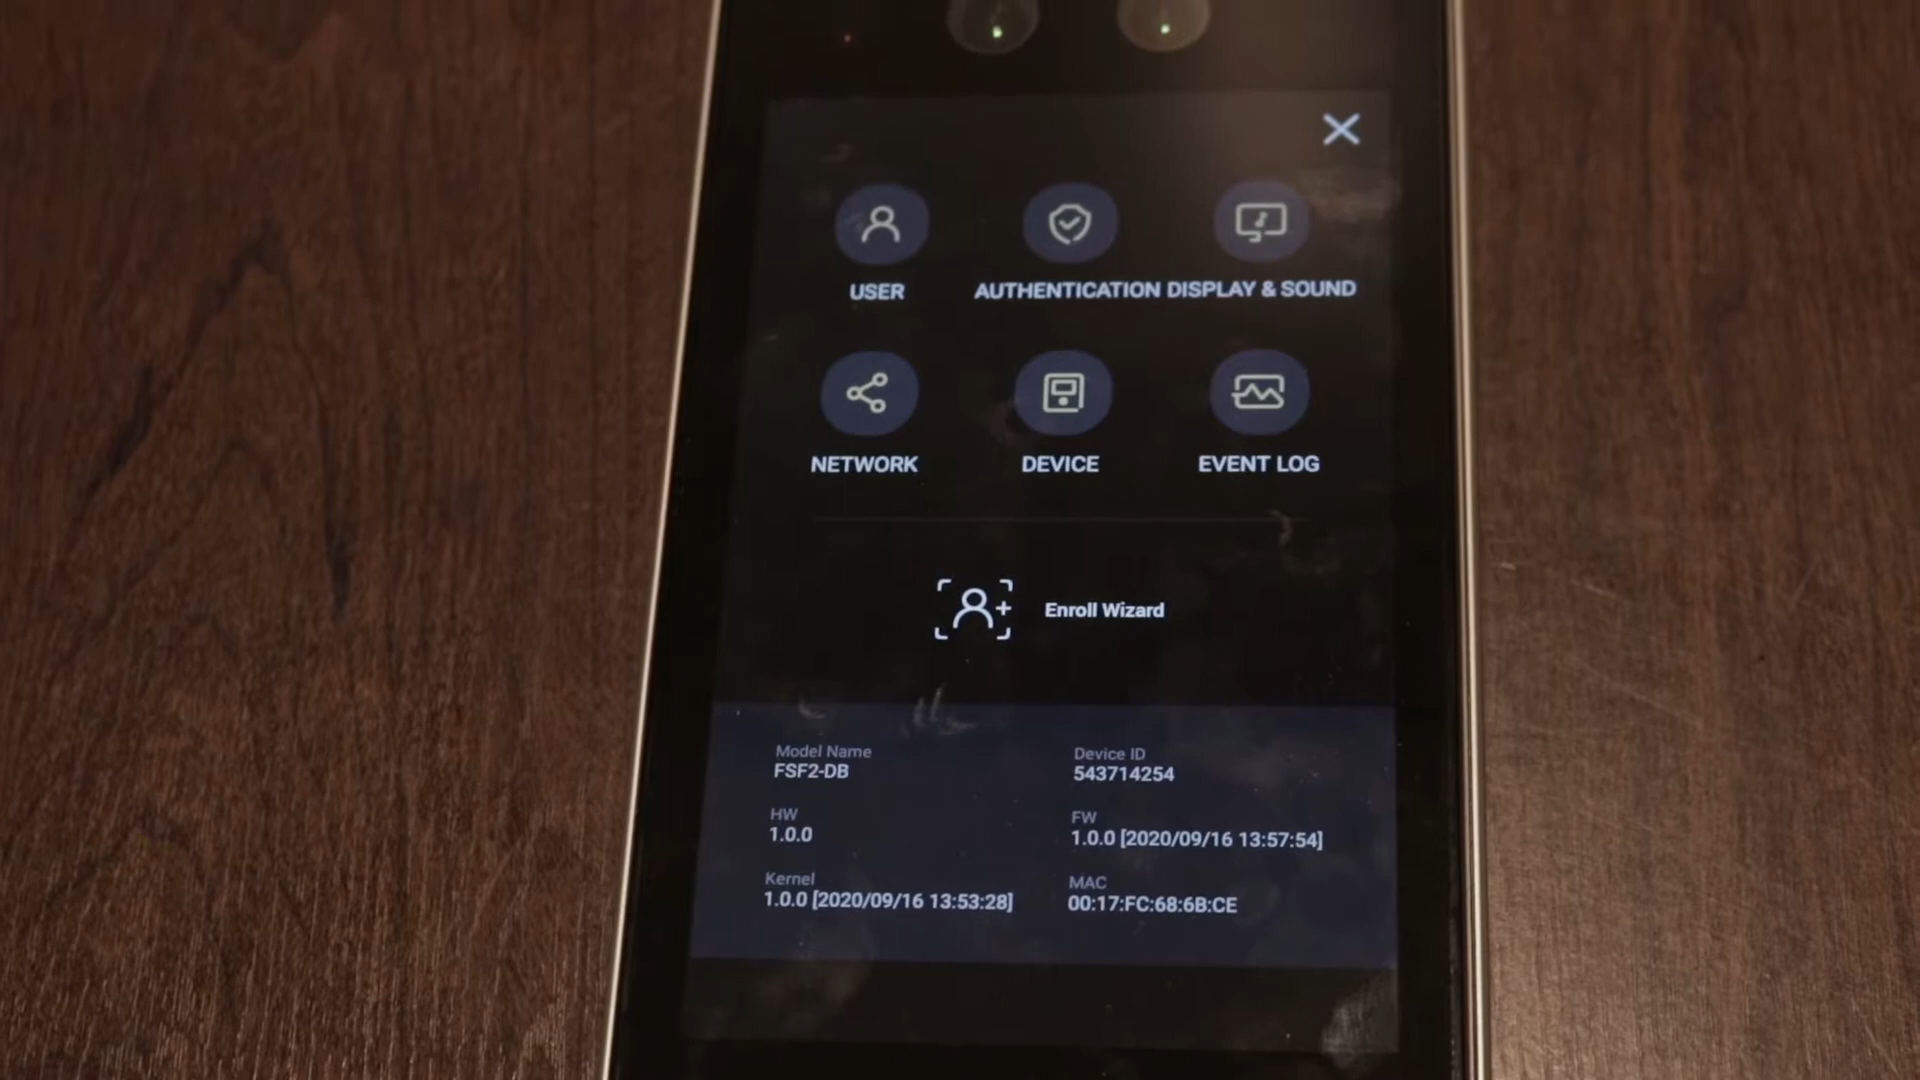 USER
AUTHENTICATION
DISPLAY & SOUND
NETWORK
DEVICE
EVENT LOG
Enroll Wizard
Model Name
FSF2-DB
Device ID
543714254
HW
1.0.0
FW
1.0.0 [2020/09/16 13:57:54]
Kernel
1.0.0 [2020/09/16 13:53:28]
MAC
00:17:FC:68:6B:CE